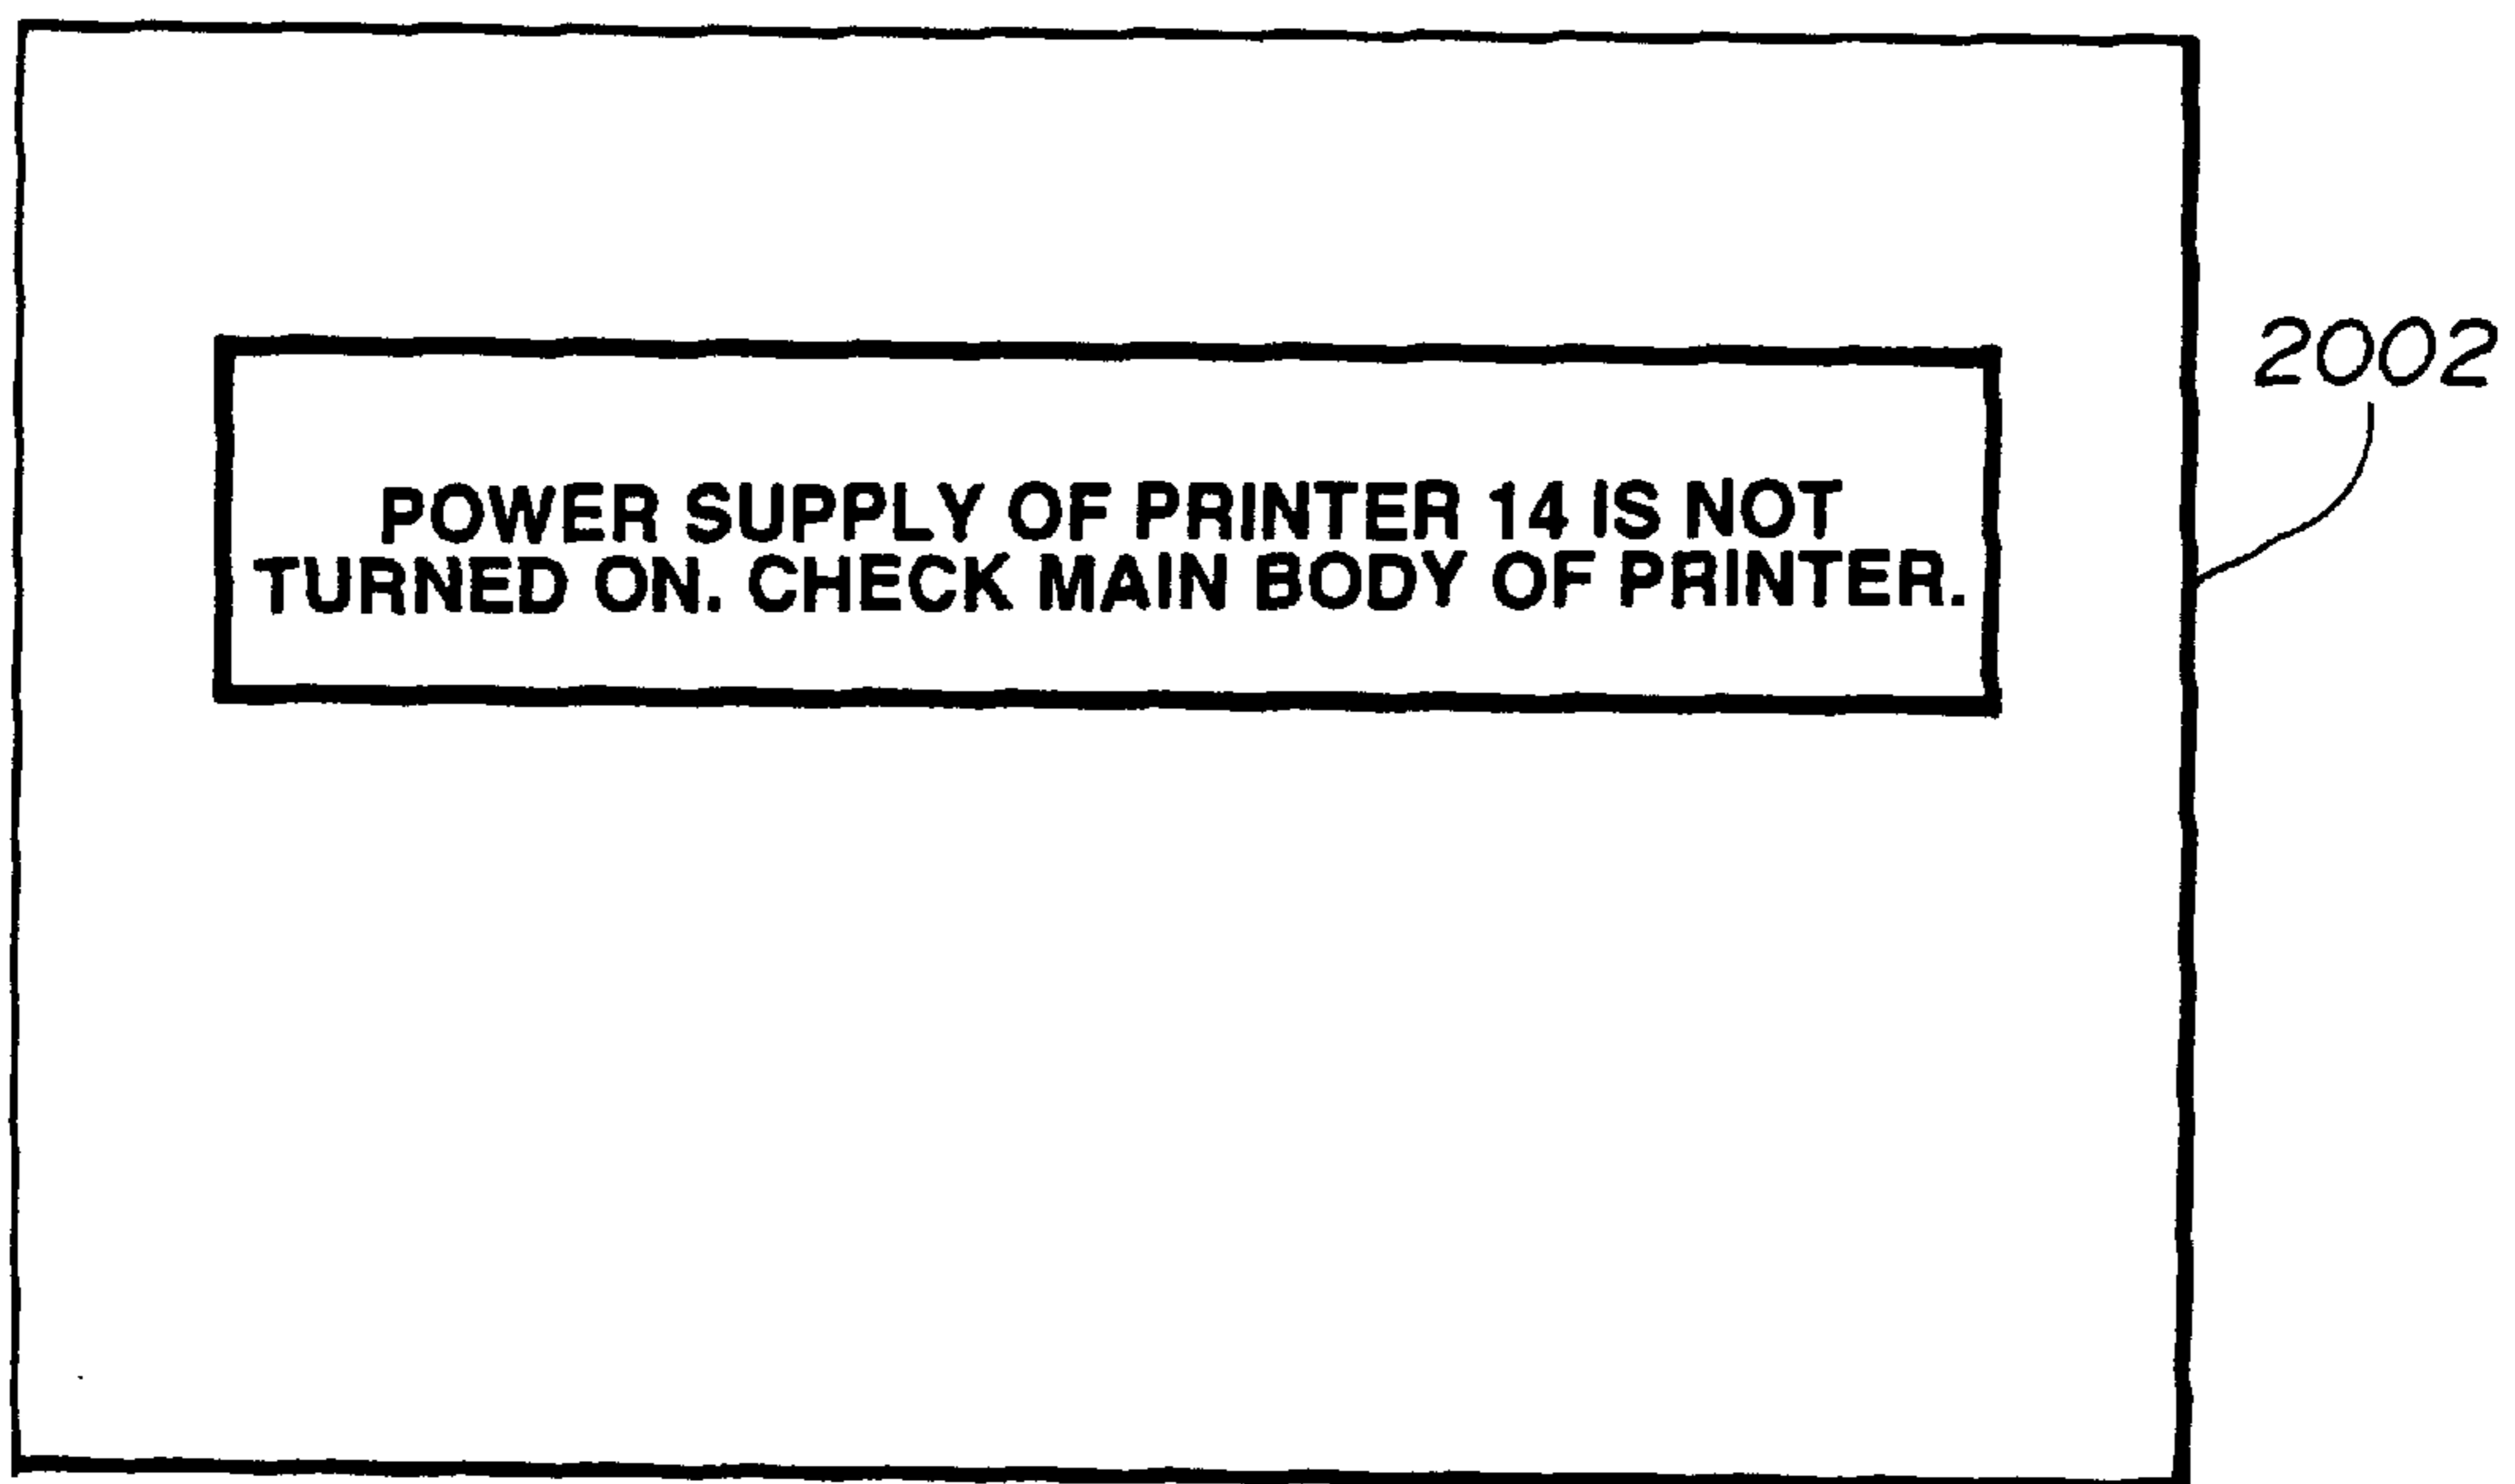 POWER SUPPLY OF PRINTER 14 IS NOT
TURNED ON. CHECK MAIN BODY OF PRINTER.
2002